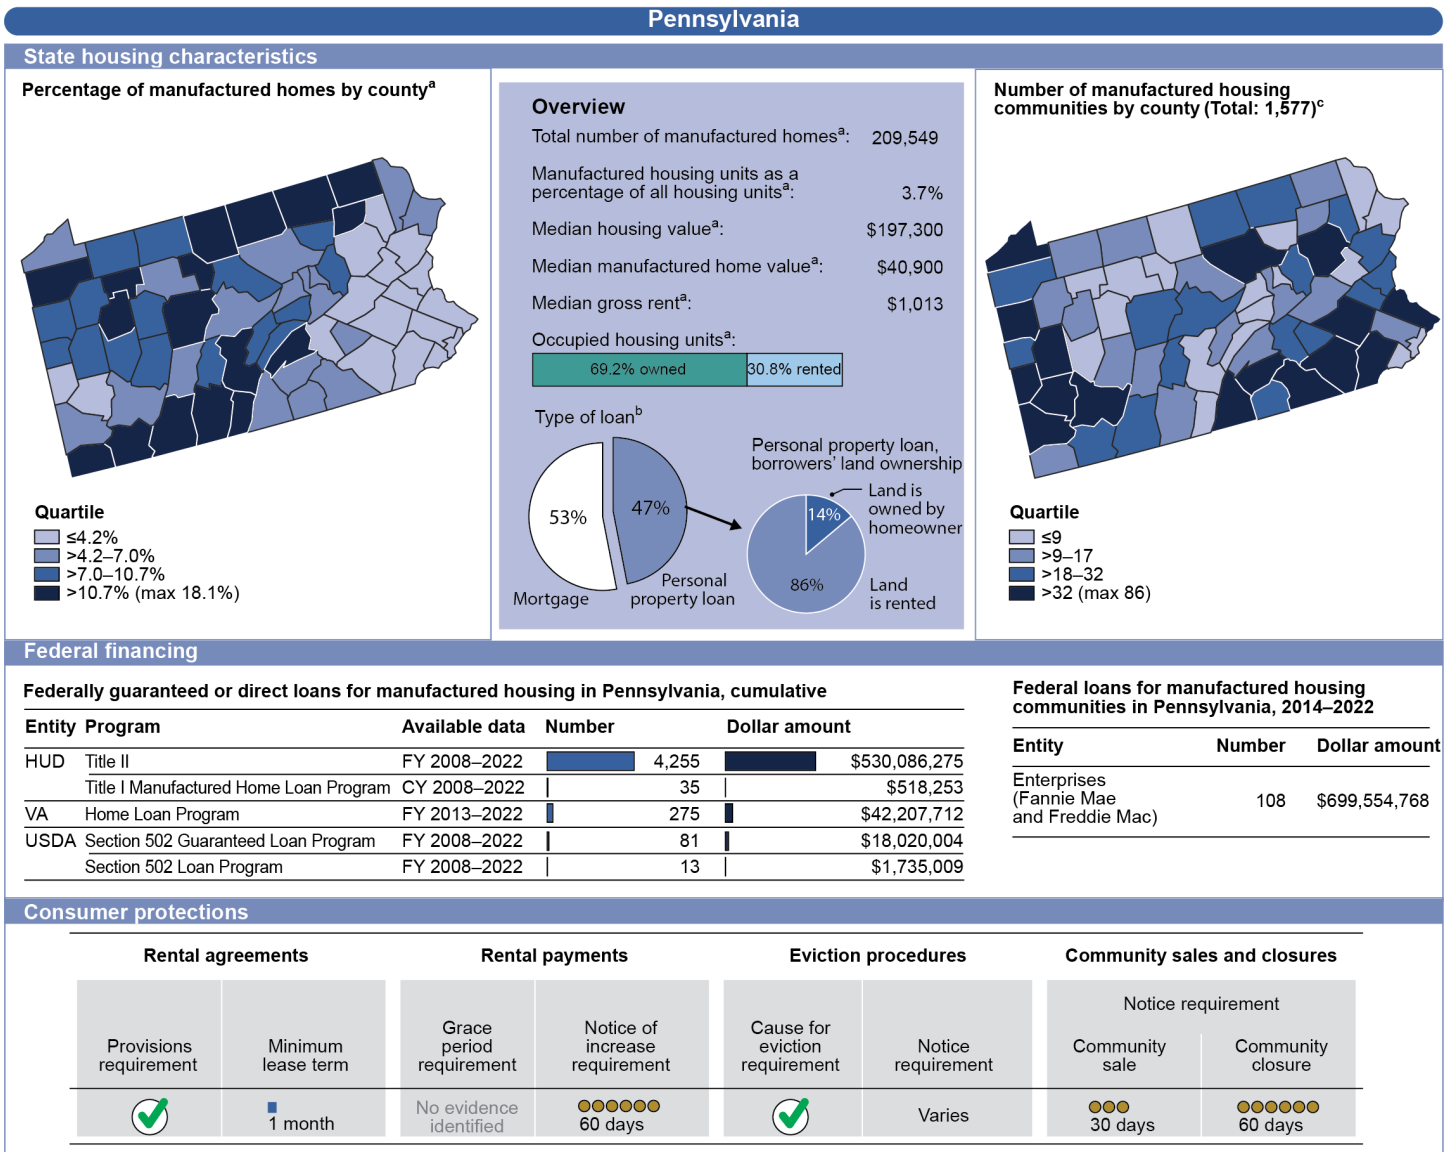 Pennsylvania
State housing characteristics
Percentage of manufactured homes by countyᵃ
Quartile
≤4.2%
>4.2–7.0%
>7.0–10.7%
>10.7% (max 18.1%)
Overview
Total number of manufactured homesᵃ: 209,549
Manufactured housing units as a
percentage of all housing unitsᵃ: 3.7%
Median housing valueᵃ: $197,300
Median manufactured home valueᵃ: $40,900
Median gross rentᵃ: $1,013
Occupied housing unitsᵃ:
69.2% owned 30.8% rented
Type of loanᵇ
53%
47%
Mortgage
Personal
property loan
Personal property loan,
borrowers' land ownership
Land is
owned by
homeowner
14%
86%
Land
is rented
Number of manufactured housing
communities by county (Total: 1,577)ᶜ
Quartile
≤9
>9–17
>18–32
>32 (max 86)
Federal financing
Federally guaranteed or direct loans for manufactured housing in Pennsylvania, cumulative
Entity Program Available data Number Dollar amount
HUD Title II FY 2008–2022 4,255 $530,086,275
Title I Manufactured Home Loan Program CY 2008–2022 35 $518,253
VA Home Loan Program FY 2013–2022 275 $42,207,712
USDA Section 502 Guaranteed Loan Program FY 2008–2022 81 $18,020,004
Section 502 Loan Program FY 2008–2022 13 $1,735,009
Federal loans for manufactured housing
communities in Pennsylvania, 2014–2022
Entity Number Dollar amount
Enterprises
(Fannie Mae
and Freddie Mac) 108 $699,554,768
Consumer protections
Rental agreements
Provisions
requirement
Minimum
lease term
1 month
Rental payments
Grace
period
requirement
No evidence
identified
Notice of
increase
requirement
60 days
Eviction procedures
Cause for
eviction
requirement
Notice
requirement
Varies
Community sales and closures
Notice requirement
Community
sale
30 days
Community
closure
60 days